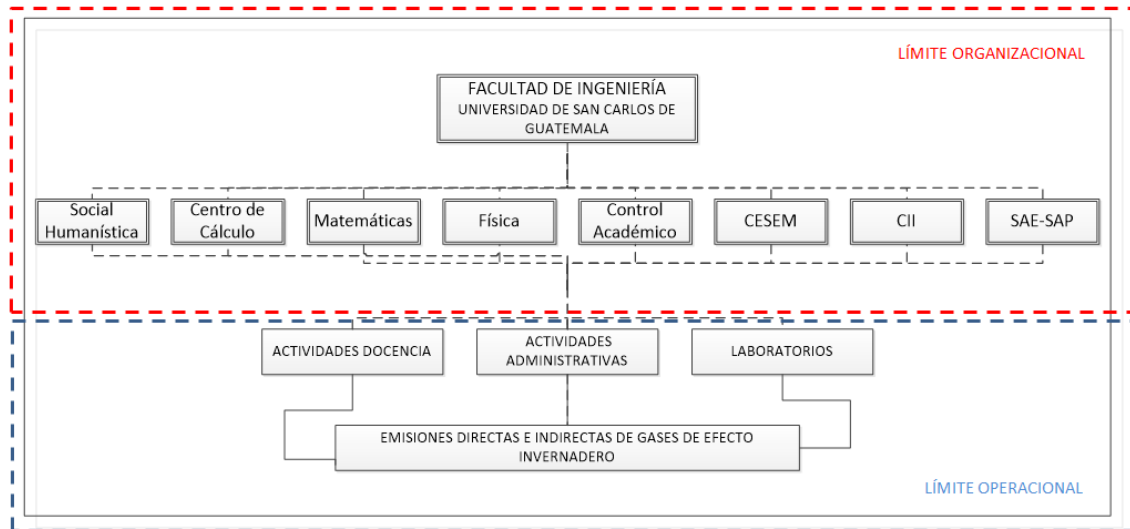 LÍMITE ORGANIZACIONAL
FACULTAD DE INGENIERÍA
UNIVERSIDAD DE SAN CARLOS DE
GUATEMALA
Social
Humanística
Centro de
Cálculo
Matemáticas
Física
Control
Académico
CESEM
CII
SAE-SAP
ACTIVIDADES DOCENCIA
ACTIVIDADES
ADMINISTRATIVAS
LABORATORIOS
EMISIONES DIRECTAS E INDIRECTAS DE GASES DE EFECTO
INVERNADERO
LÍMITE OPERACIONAL